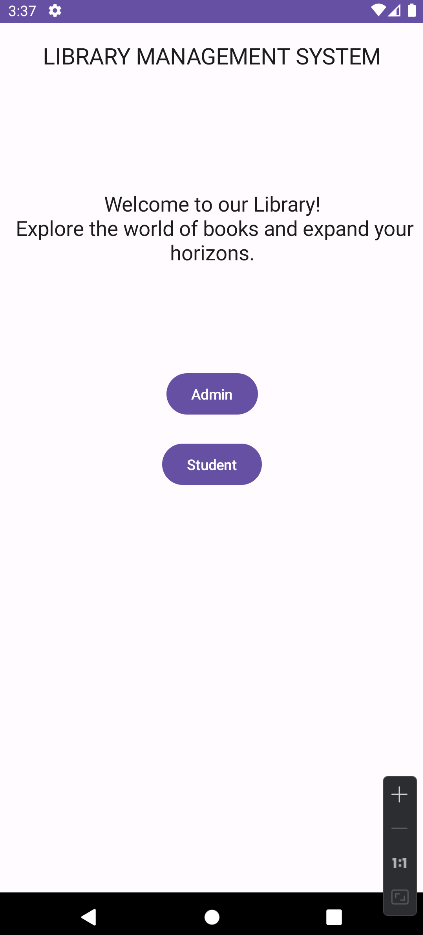 3:37
LIBRARY MANAGEMENT SYSTEM
Welcome to our Library!
Explore the world of books and expand your
horizons.
Admin
Student
1:1